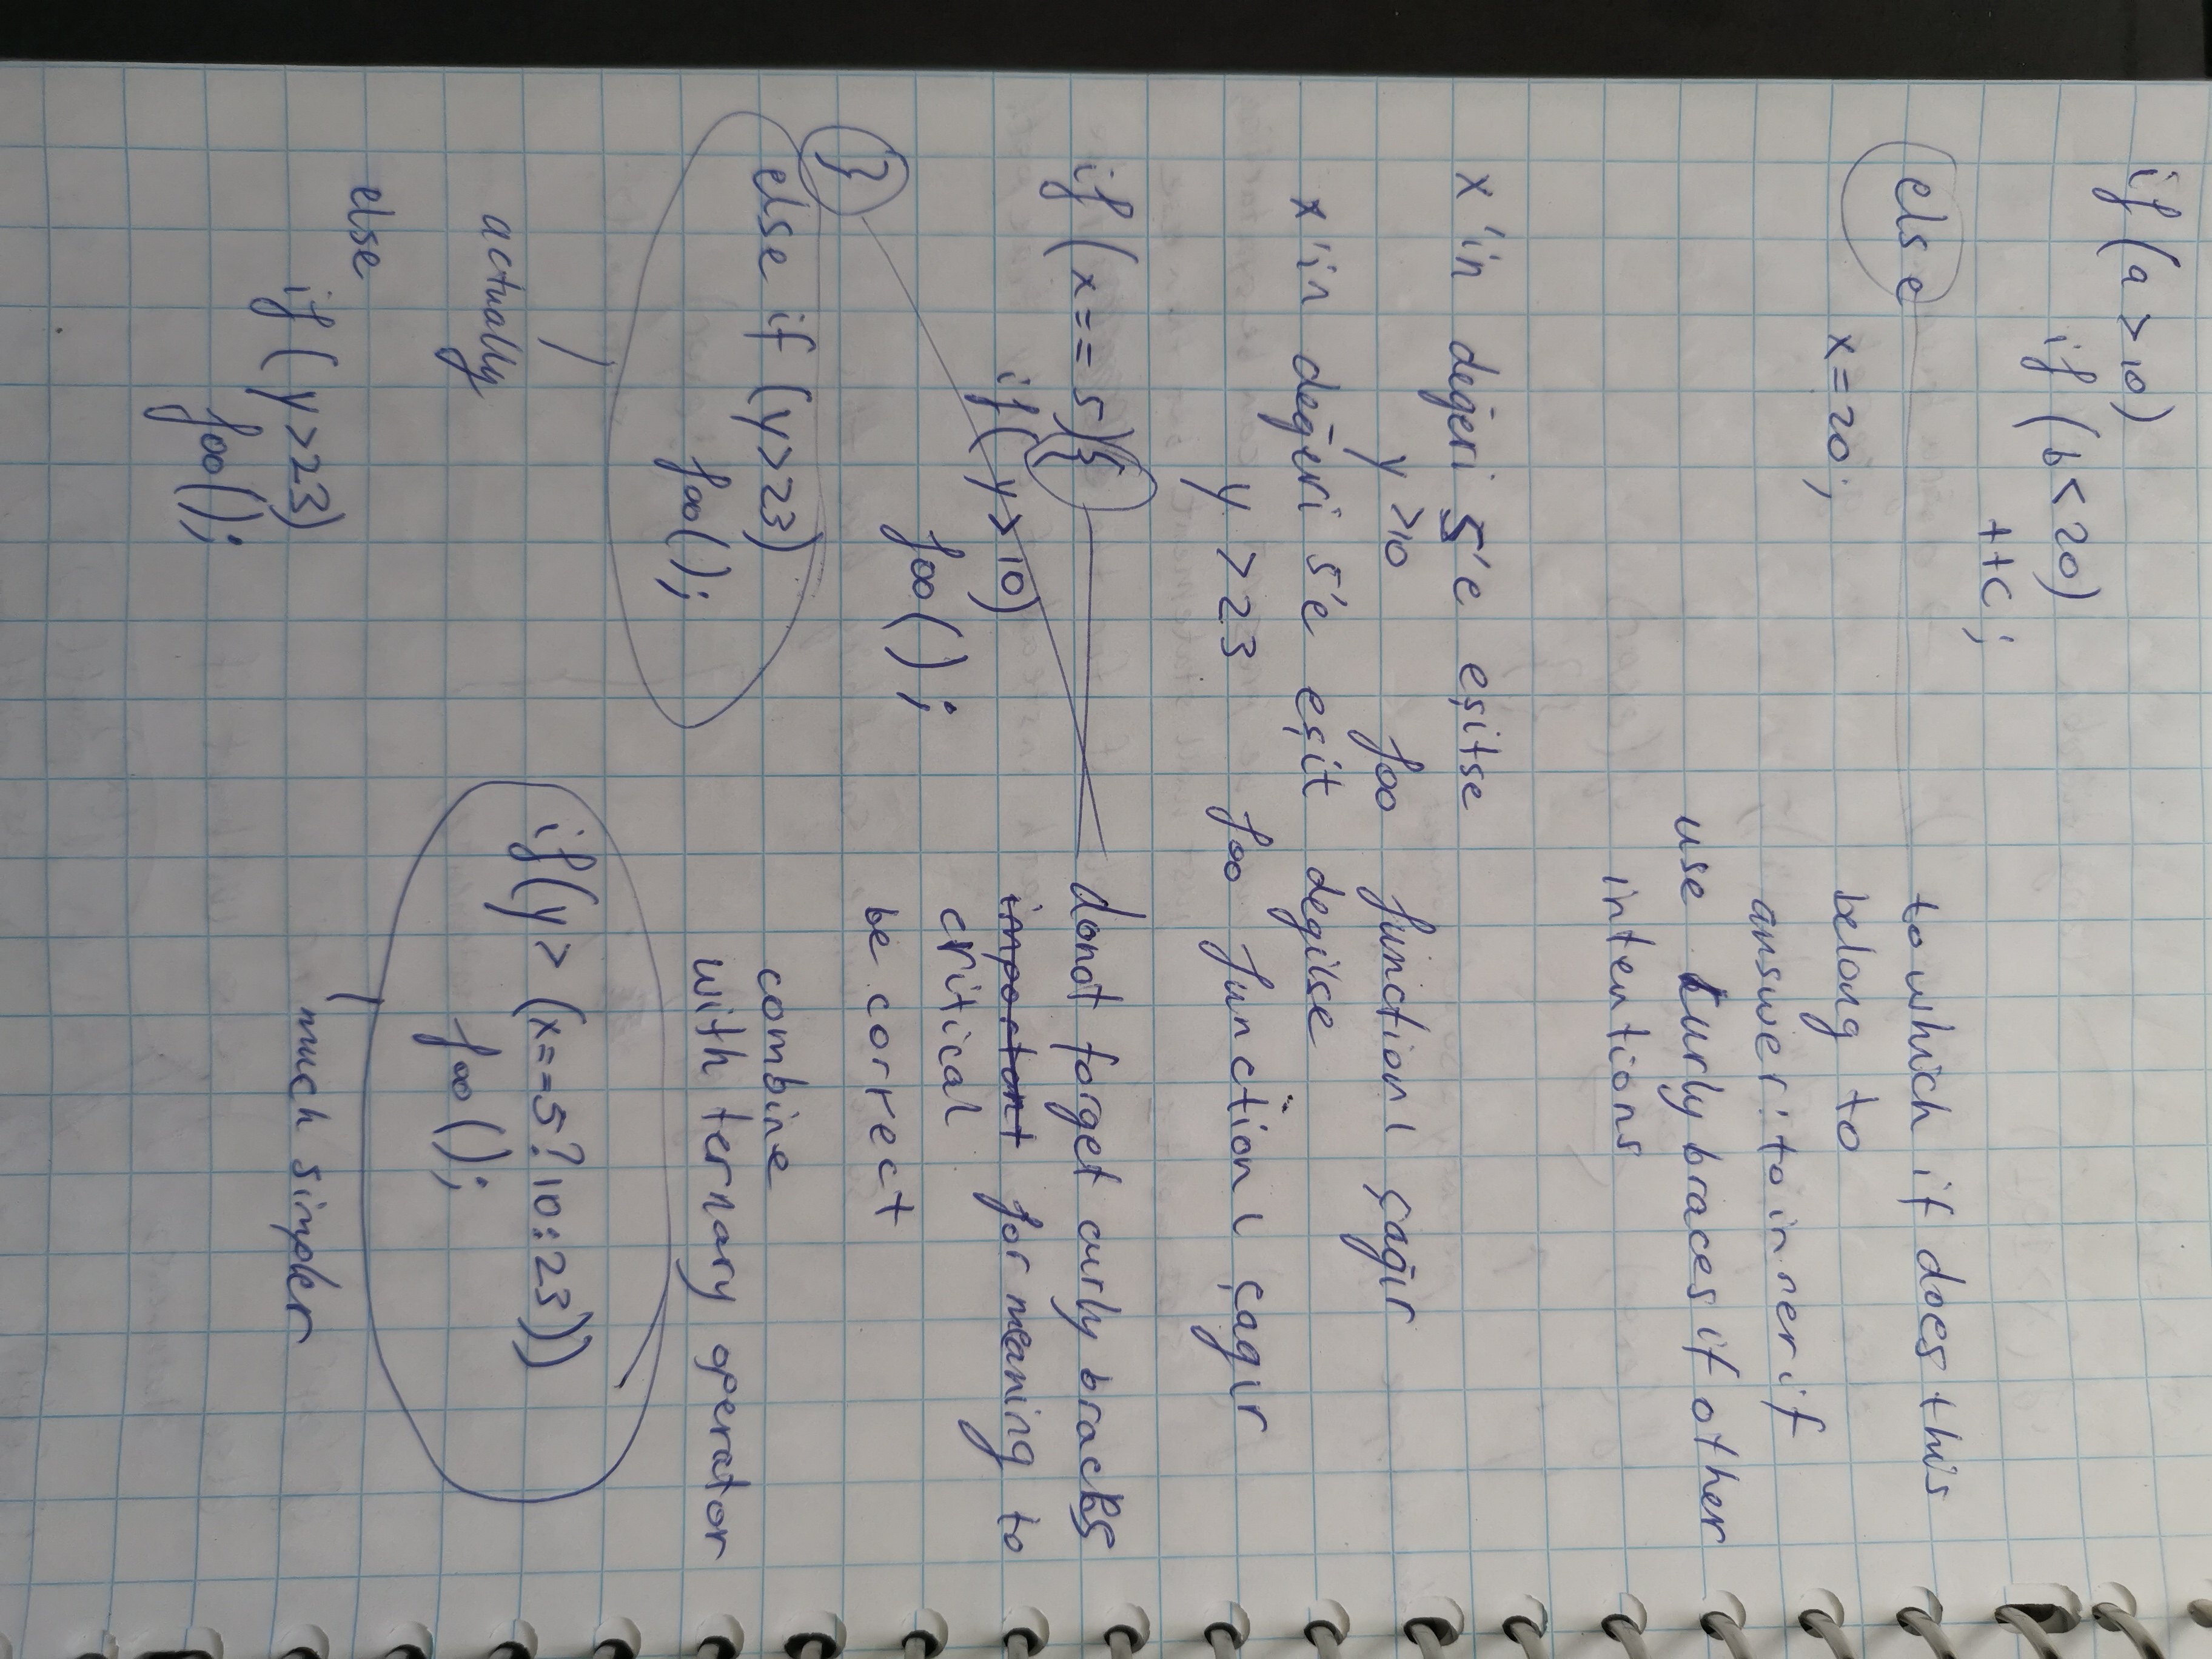 if (a > 10)
if (b < 20)
++c;
else
x=20;
to which if does this
belong to
answer: to inner if
use curly braces if other
intentions
x'in değeri 5'e eşitse
y >10 foo functionı çağır
x'in değeri 5'e eşit degilse
y >23 foo functionı çagır
if (x== 5){
if( y>10)
foo();
}
donot forget curly bracks
important for meaning to
critical
be correct
else if (y>23)
foo();
combine
with ternary operator
if(y> (x==5?10:23))
foo();
much simpler
actually
else
if( y>23)
foo();